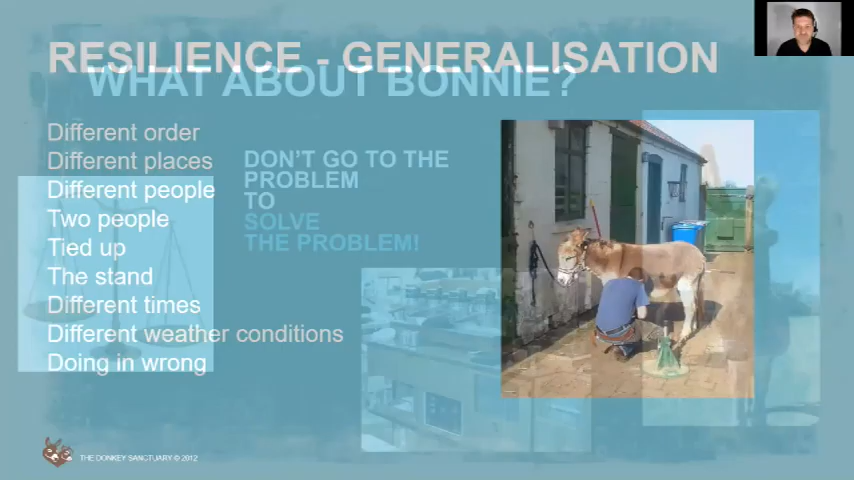 RESILIENCE - GENERALISATION
WHAT ABOUT BONNIE?
Different order
Different places
Different people
Two people
Tied up
The stand
Different times
Different weather conditions
Doing in wrong
DON'T GO TO THE
PROBLEM
TO
SOLVE
THE PROBLEM!
THE DONKEY SANCTUARY © 2012